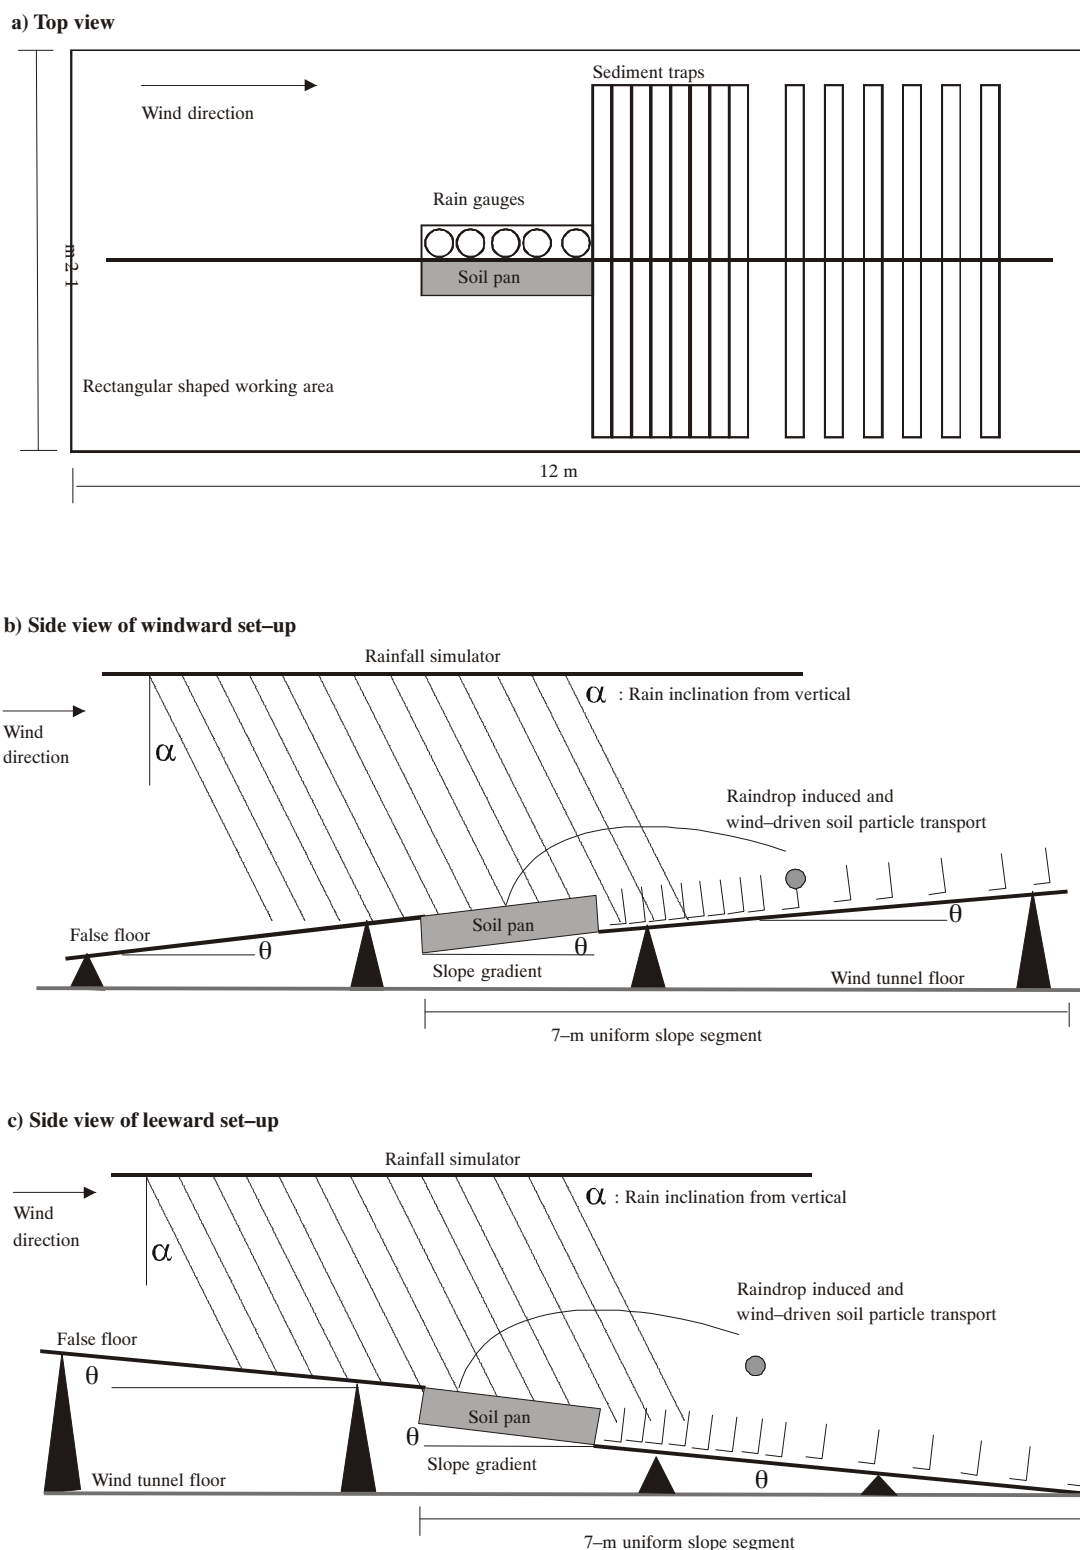 a) Top view
Sediment traps
Wind direction
Rain gauges
m 2 1
Soil pan
Rectangular shaped working area
12 m
b) Side view of windward set–up
Rainfall simulator
α : Rain inclination from vertical
Wind
direction
α
Raindrop induced and
wind–driven soil particle transport
Soil pan
θ
False floor
θ
θ
Slope gradient
Wind tunnel floor
7–m uniform slope segment
c) Side view of leeward set–up
Rainfall simulator
α : Rain inclination from vertical
Wind
direction
α
Raindrop induced and
wind–driven soil particle transport
False floor
θ
Soil pan
θ
Slope gradient
Wind tunnel floor
θ
7–m uniform slope segment